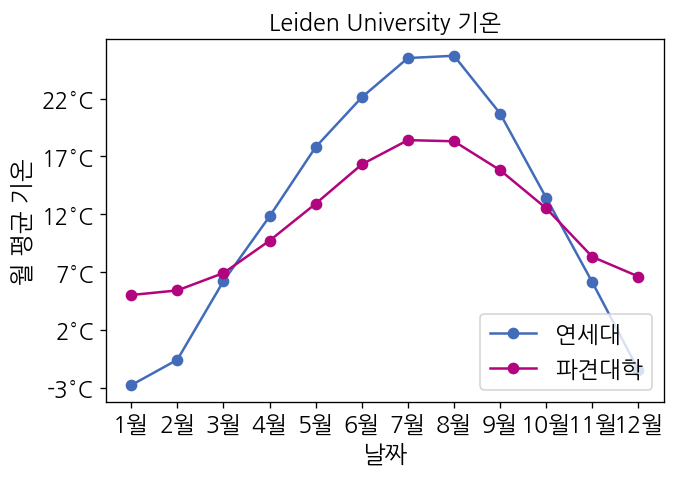 Leiden University 기온
월 평균 기온
22˚C
17˚C
12˚C
7˚C
2˚C
-3˚C
1월 2월 3월 4월 5월 6월 7월 8월 9월 10월 11월 12월
날짜
연세대
파견대학